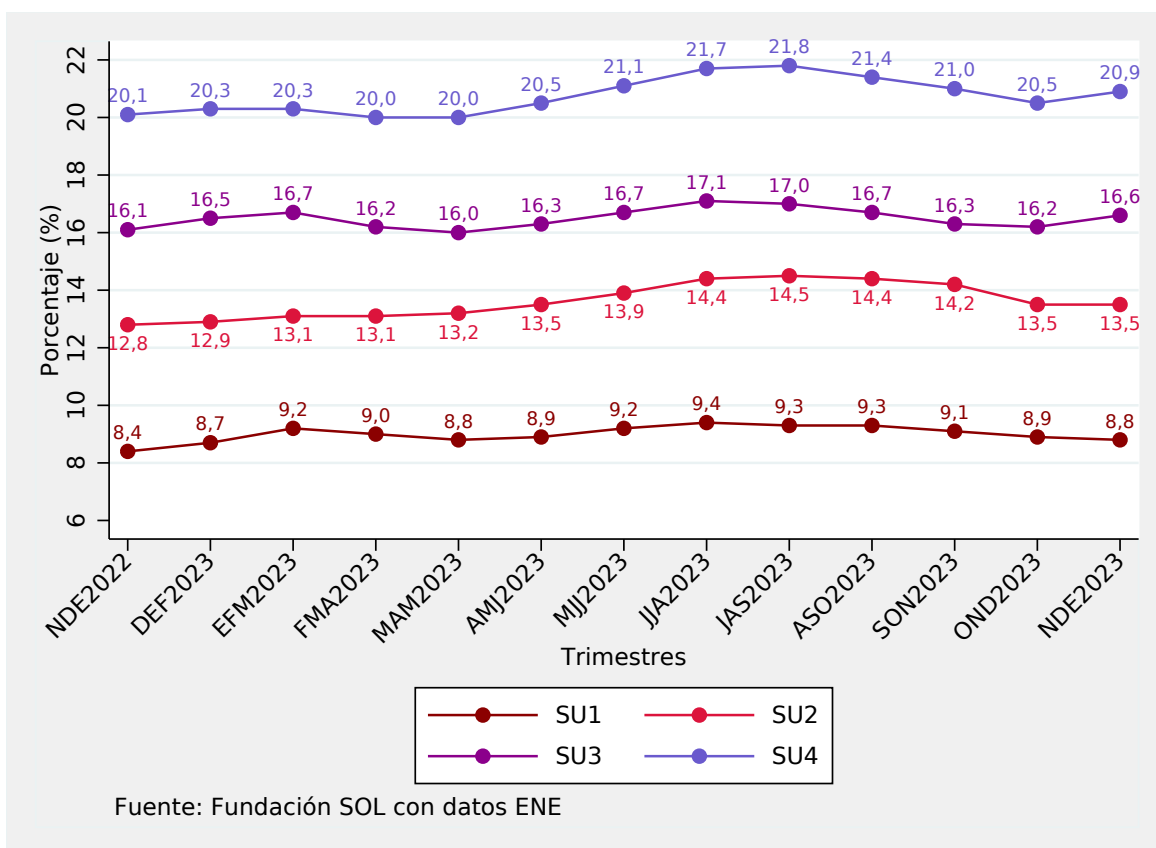 Porcentaje (%)
22
20
18
16
14
12
10
8
6
20,1 20,3 20,3 20,0 20,0 20,5 21,1 21,7 21,8 21,4 21,0 20,5 20,9
16,1 16,5 16,7 16,2 16,0 16,3 16,7 17,1 17,0 16,7 16,3 16,2 16,6
12,8 12,9 13,1 13,1 13,2 13,5 13,9 14,4 14,5 14,4 14,2 13,5 13,5
8,4 8,7 9,2 9,0 8,8 8,9 9,2 9,4 9,3 9,3 9,1 8,9 8,8
NDE2022 DEF2023 EFM2023 FMA2023 MAM2023 AMJ2023 MJJ2023 JJA2023 JAS2023 ASO2023 SON2023 OND2023 NDE2023
Trimestres
SU1 SU2
SU3 SU4
Fuente: Fundación SOL con datos ENE